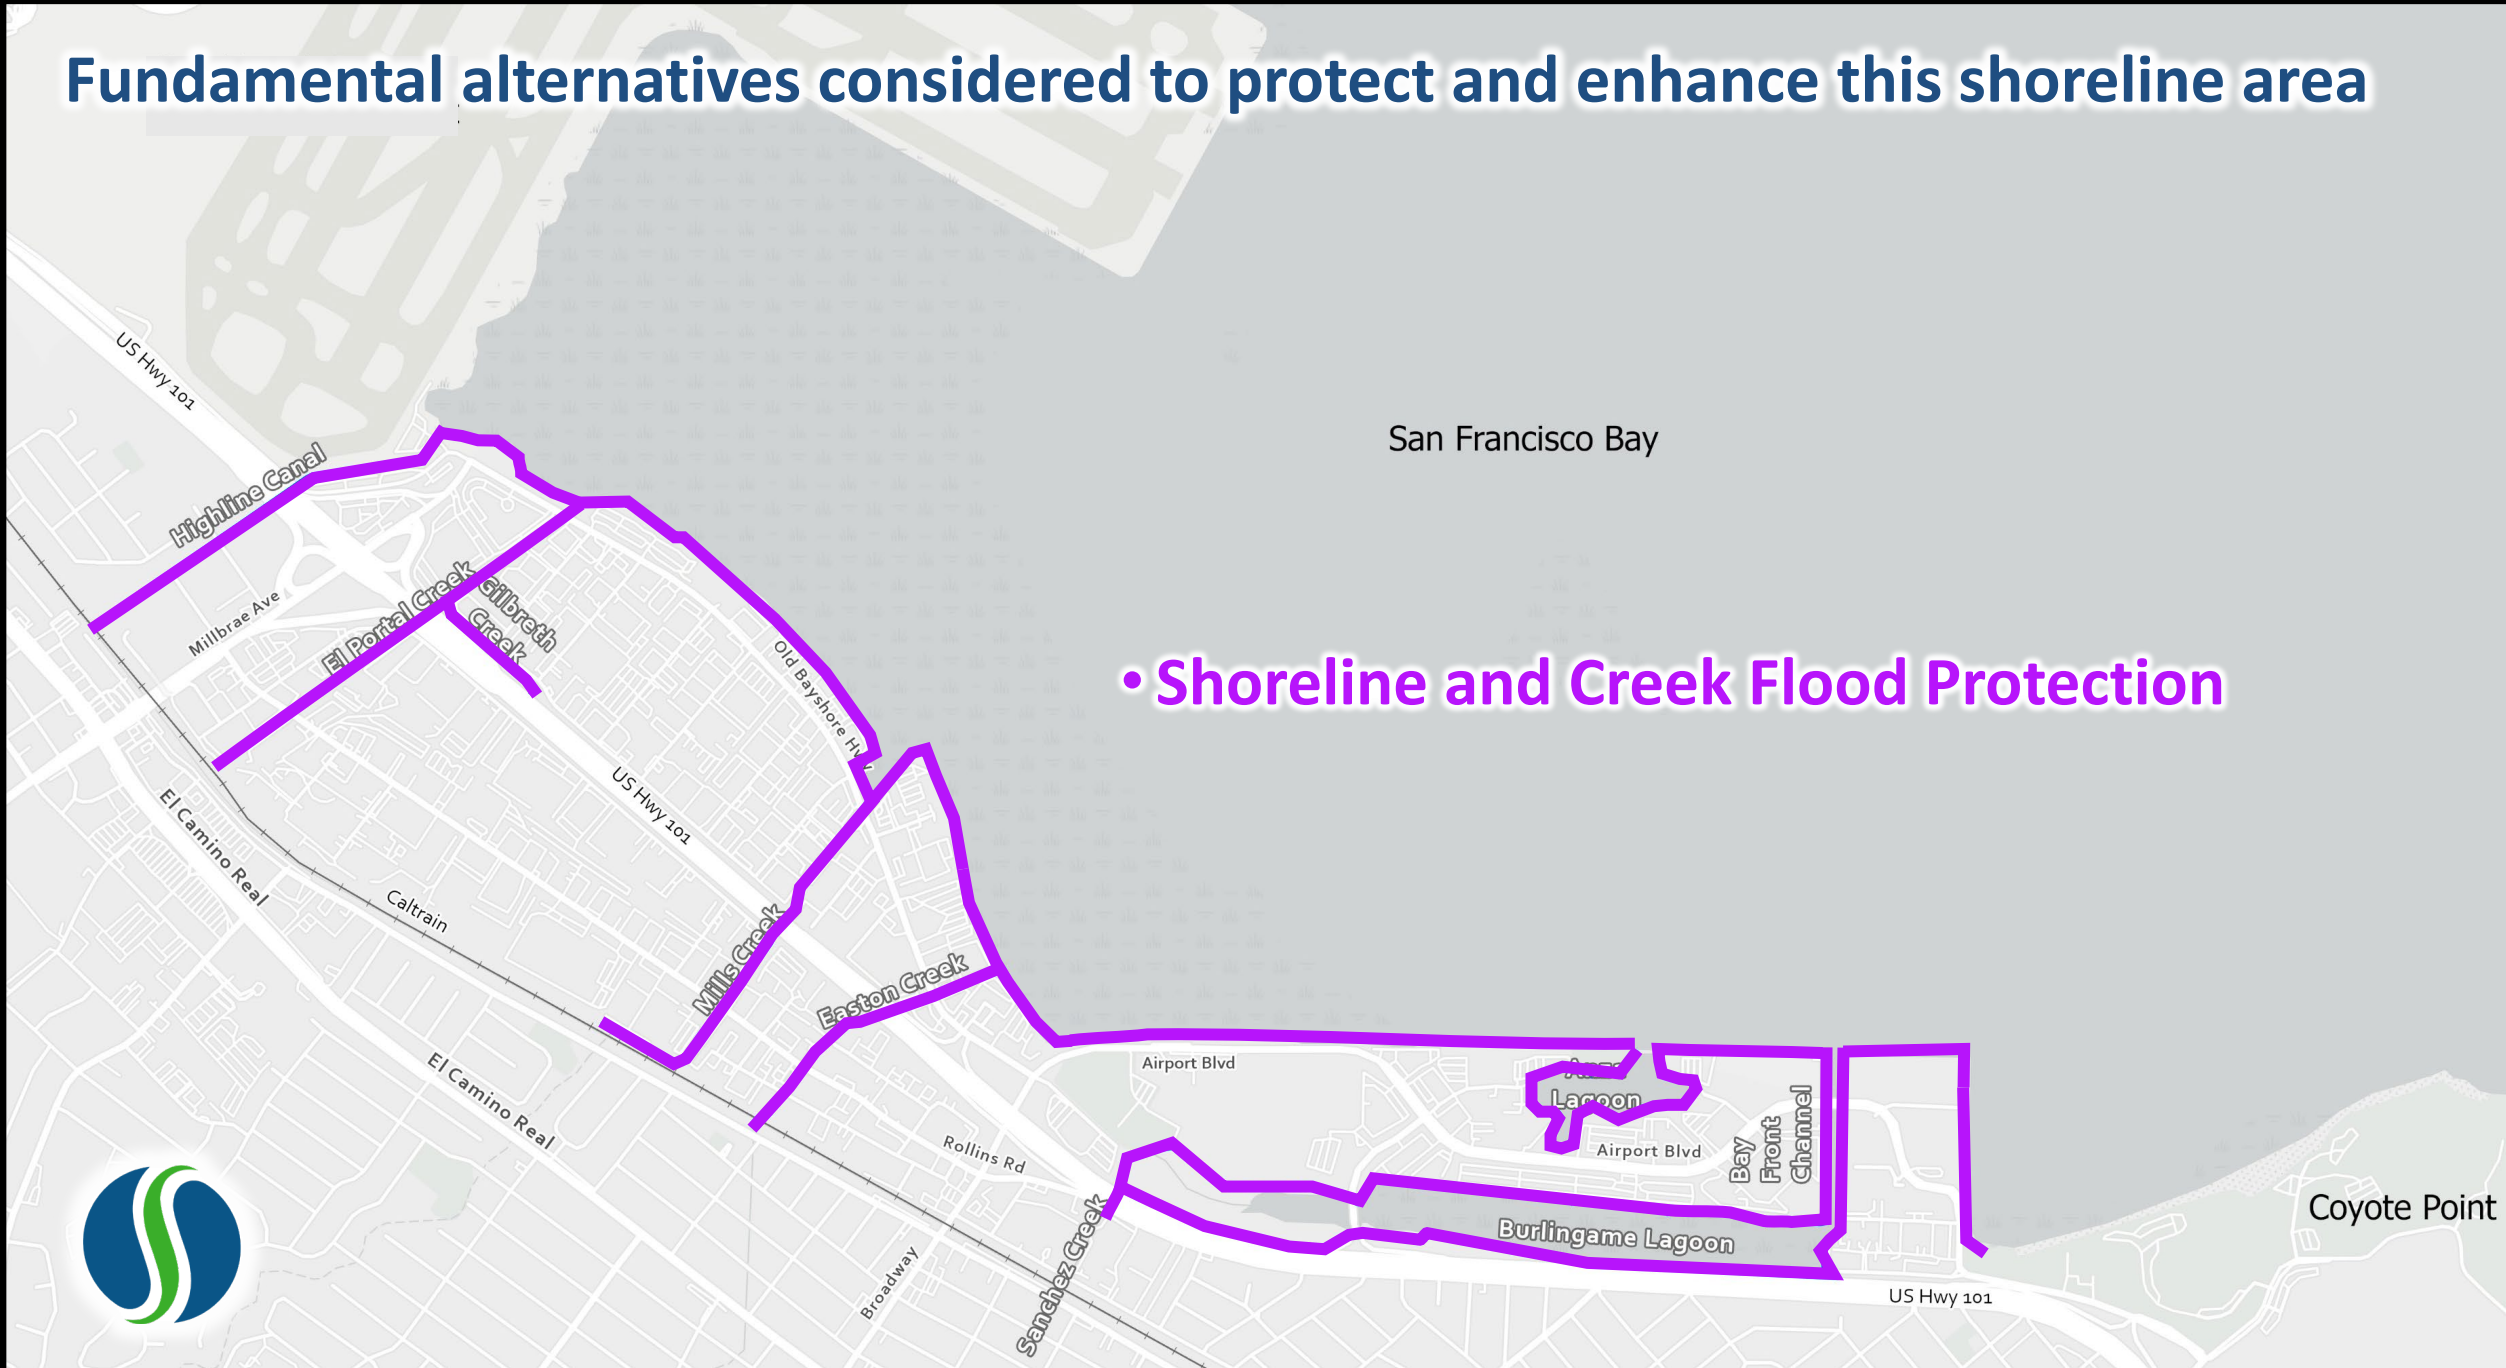 Fundamental alternatives considered to protect and enhance this shoreline area
US Hwy 101
San Francisco Bay
Highline Canal
Millbrae Ave
El Portal Creek
Gilbreth
Creek
Old Bayshore Hwy
• Shoreline and Creek Flood Protection
US Hwy 101
El Camino Real
Caltrain
Mills Creek
Easton Creek
El Camino Real
Airport Blvd
Anza
Lagoon
Airport Blvd
Bay
Front
Channel
Rollins Rd
Broadway
Sanchez Creek
Burlingame Lagoon
Coyote Point
US Hwy 101